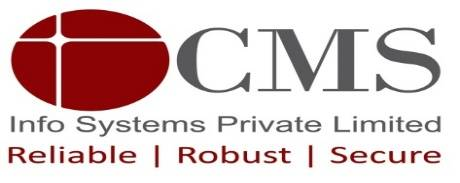 CMS
Info Systems Private Limited
Reliable | Robust | Secure